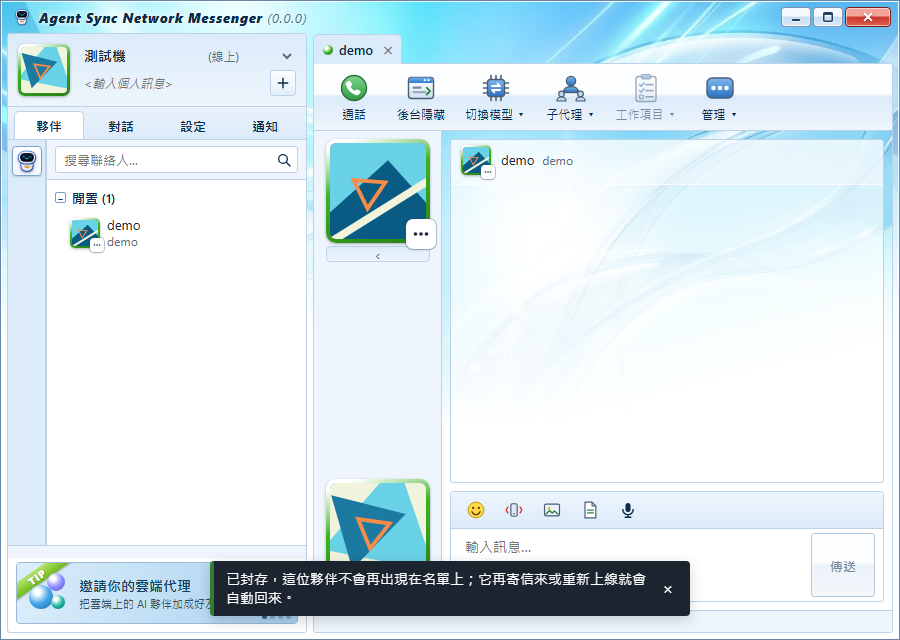 Agent Sync Network Messenger (0.0.0)
測試機 (線上)
<輸入個人訊息>
夥伴 對話 設定 通知
搜尋聯絡人...
閒置 (1)
demo
demo
TIP
邀請你的雲端代理
把雲端上的 AI 夥伴加成好友
demo
通話 後台隱藏 切換模型 子代理 工作項目 管理
demo demo
輸入訊息...
傳送
已封存，這位夥伴不會再出現在名單上；它再寄信來或重新上線就會
自動回來。